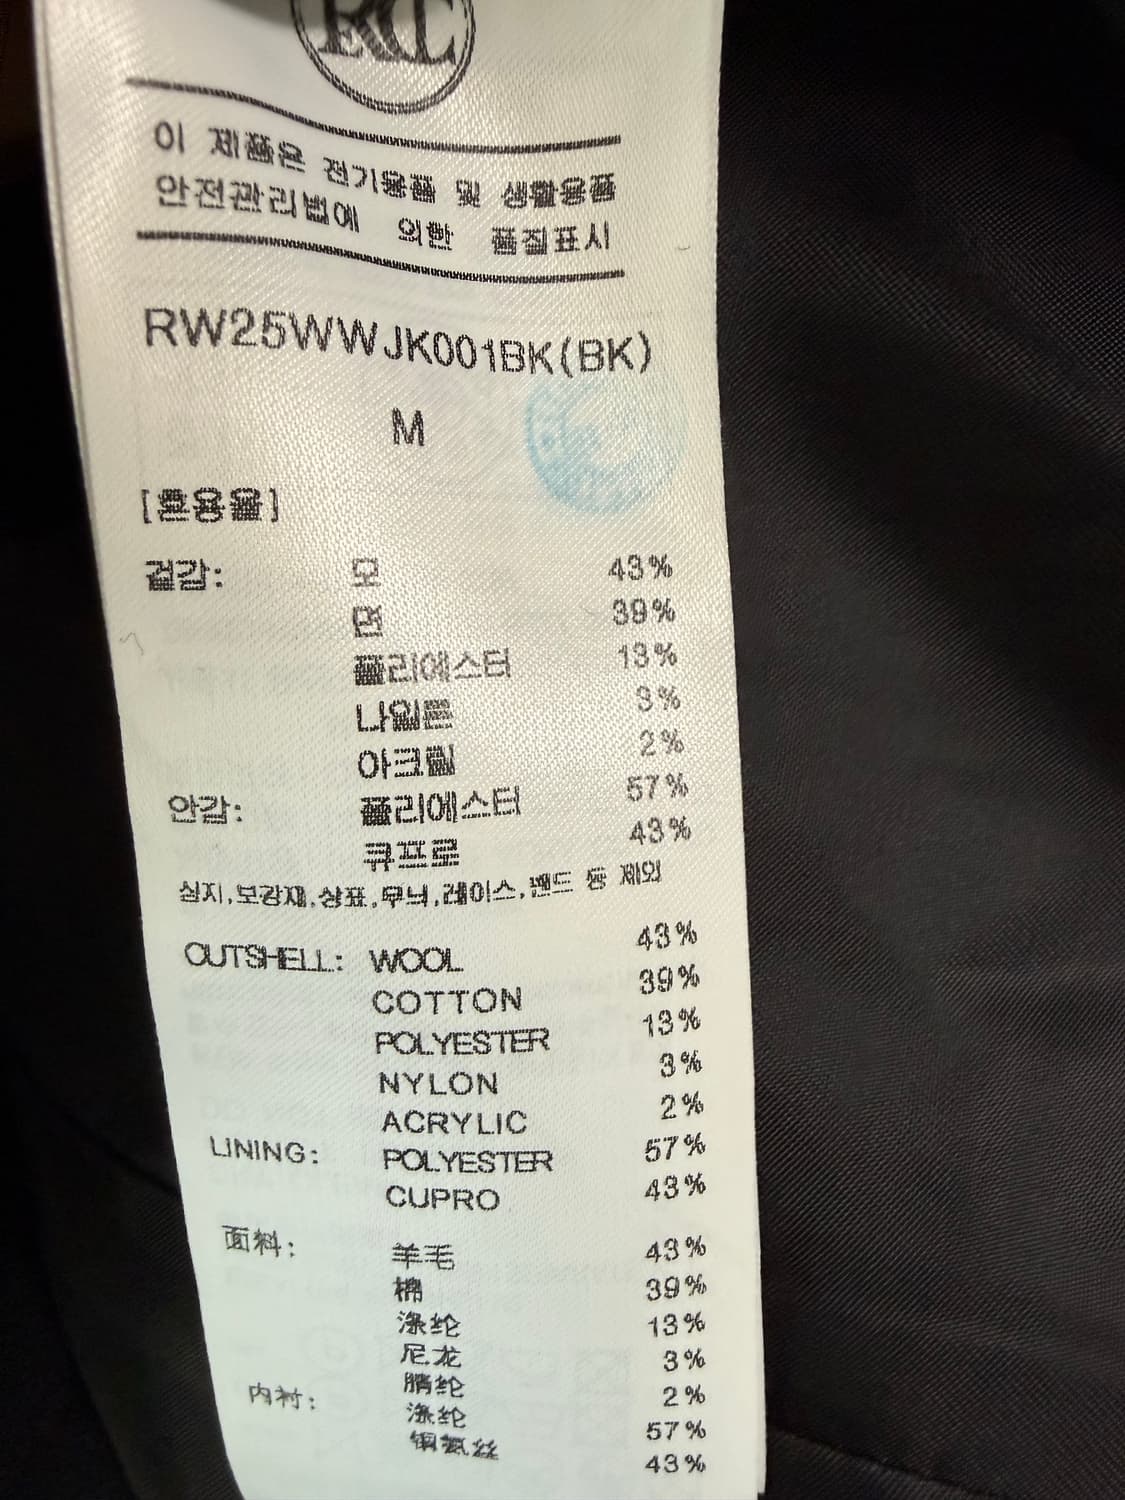 RCC
이 제품은 전기용품 및 생활용품
안전관리법에 의한 품질표시
RW25WWJK001BK(BK)
M
[혼용율]
겉감: 모 43%
면 39%
폴리에스터 13%
나일론 3%
아크릴 2%
안감: 폴리에스터 57%
큐프로 43%
심지,보강재,상표,무늬,레이스,밴드 등 제외
OUTSHELL: WOOL 43%
COTTON 39%
POLYESTER 13%
NYLON 3%
ACRYLIC 2%
LINING: POLYESTER 57%
CUPRO 43%
面料: 羊毛 43%
棉 39%
涤纶 13%
尼龙 3%
腈纶 2%
内衬: 涤纶 57%
铜氨丝 43%